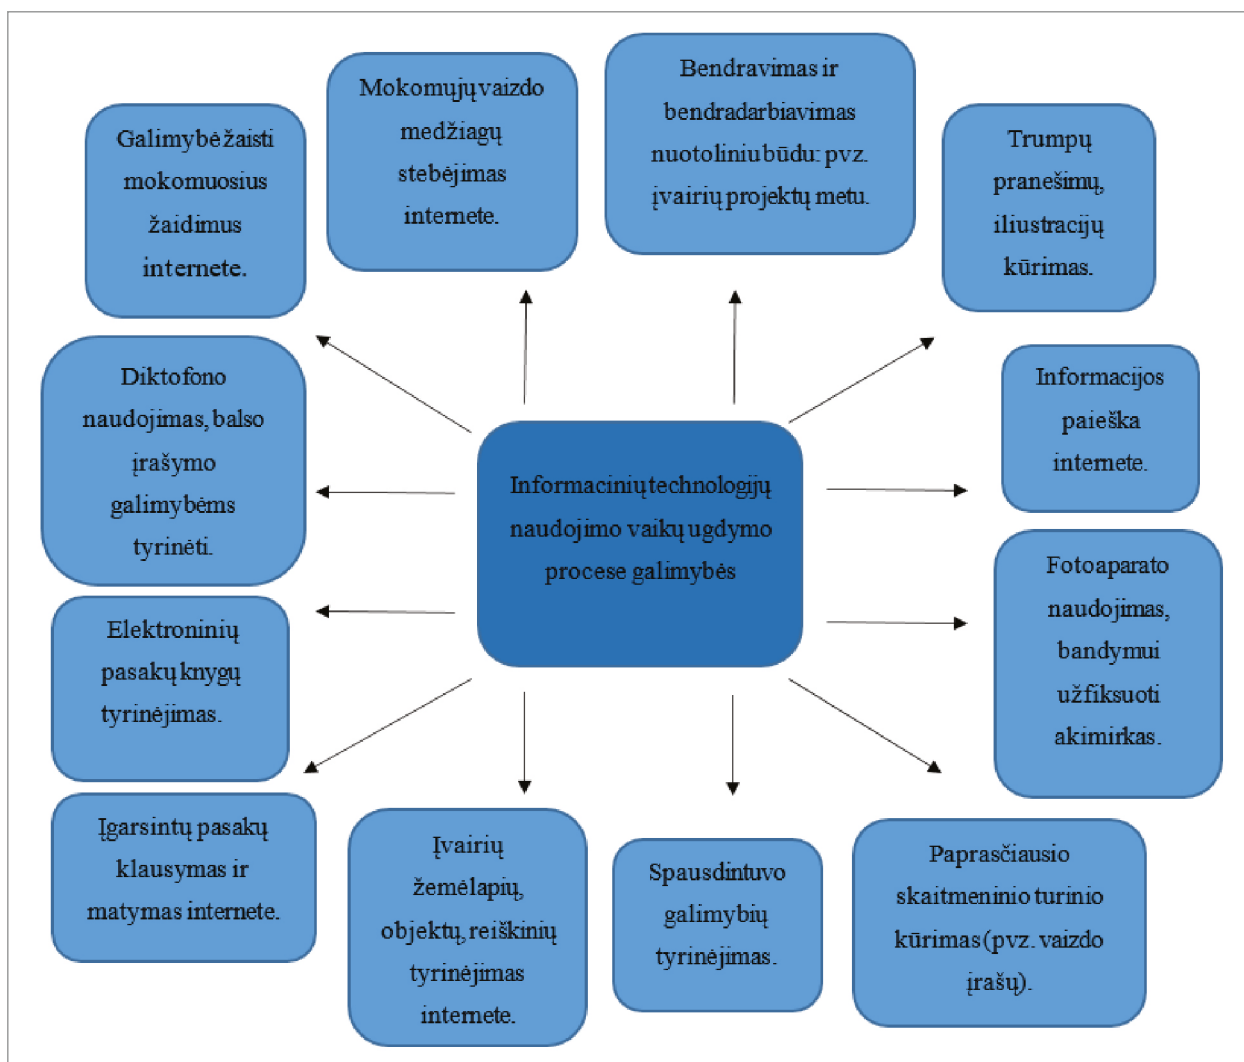 Galimybė žaisti
mokomuosius
žaidimus
internete.
Mokomųjų vaizdo
medžiagų
stebėjimas
internete.
Bendravimas ir
bendradarbiavimas
nuotoliniu būdu: pvz.
įvairių projektų metu.
Trumpų
pranešimų,
iliustracijų
kūrimas.
Diktofono
naudojimas, balso
įrašymo
galimybėms
tyrinėti.
Informacinių technologijų
naudojimo vaikų ugdymo
procese galimybės
Informacijos
paieška
internete.
Elektroninių
pasakų knygų
tyrinėjimas.
Fotoaparato
naudojimas,
bandymui
užfiksuoti
akimirkas.
Įgarsintų pasakų
klausymas ir
matymas internete.
Įvairių
žemėlapių,
objektų, reiškinių
tyrinėjimas
internete.
Spausdintuvo
galimybių
tyrinėjimas.
Paprasčiausio
skaitmeninio turinio
kūrimas (pvz. vaizdo
įrašų).